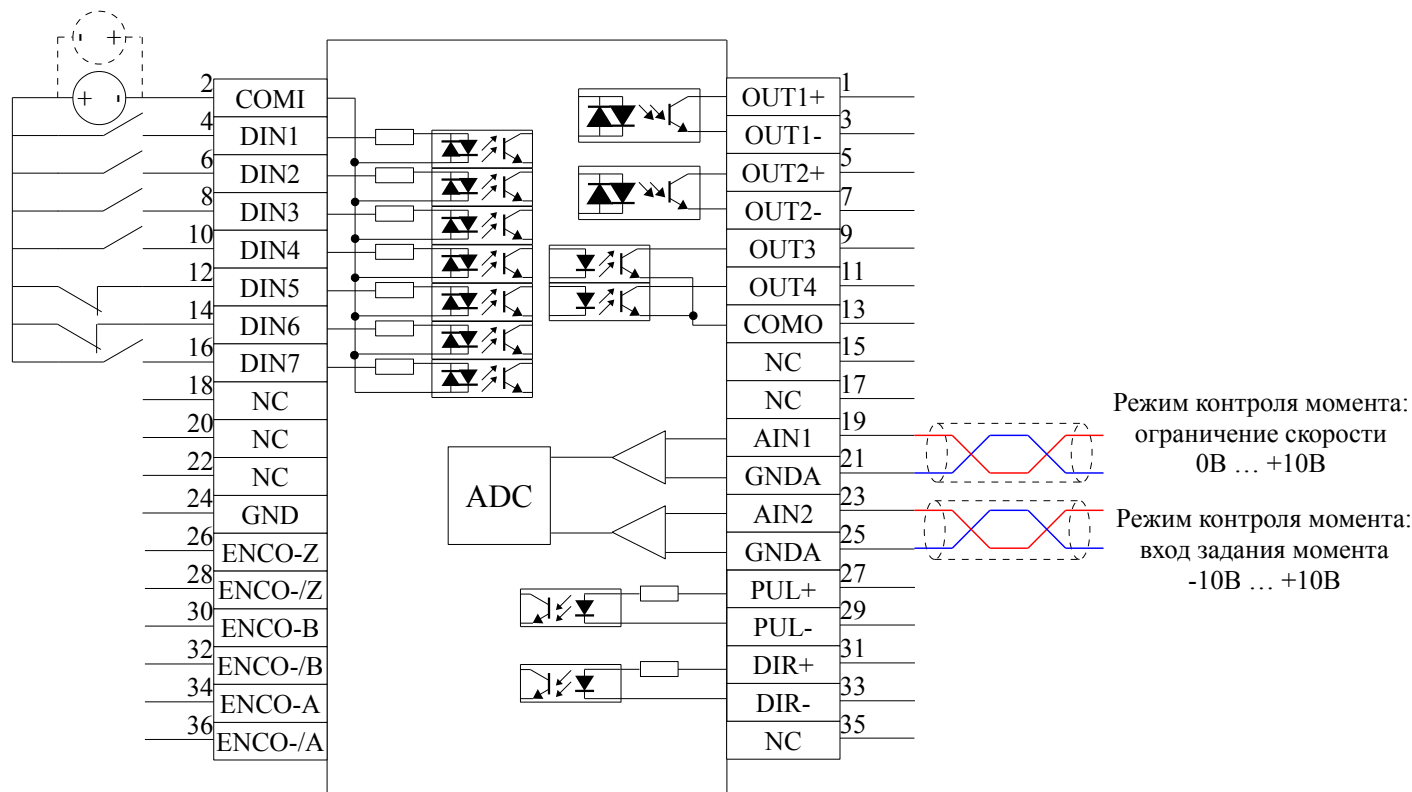 2
COMI
4
DIN1
6
DIN2
8
DIN3
10
DIN4
12
DIN5
14
DIN6
16
DIN7
18
NC
20
NC
22
NC
24
GND
26
ENCO-Z
28
ENCO-/Z
30
ENCO-B
32
ENCO-/B
34
ENCO-A
36
ENCO-/A
ADC
1
OUT1+
3
OUT1-
5
OUT2+
7
OUT2-
9
OUT3
11
OUT4
13
COMO
15
NC
17
NC
19
AIN1
21
GNDA
23
AIN2
25
GNDA
27
PUL+
29
PUL-
31
DIR+
33
DIR-
35
NC
Режим контроля момента:
ограничение скорости
0В … +10В
Режим контроля момента:
вход задания момента
-10В … +10В